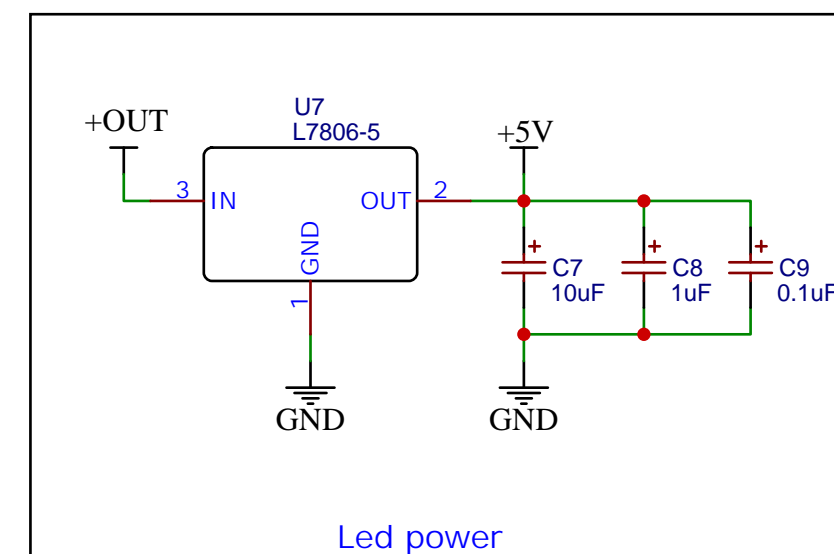 U7
L7806-5
+OUT
+5V
3
IN
OUT
2
GND
1
+
C7
10uF
+
C8
1uF
+
C9
0.1uF
GND
GND
Led power